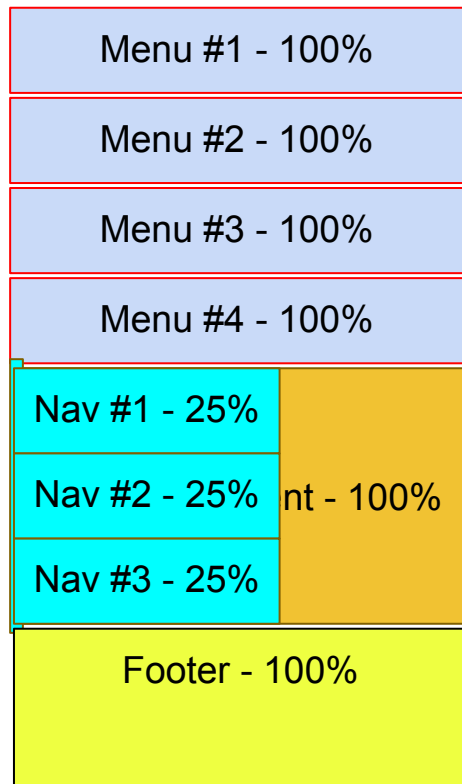 Menu #1 - 100%
Menu #2 - 100%
Menu #3 - 100%
Menu #4 - 100%
Nav #1 - 25%
Nav #2 - 25%
nt - 100%
Nav #3 - 25%
Footer - 100%